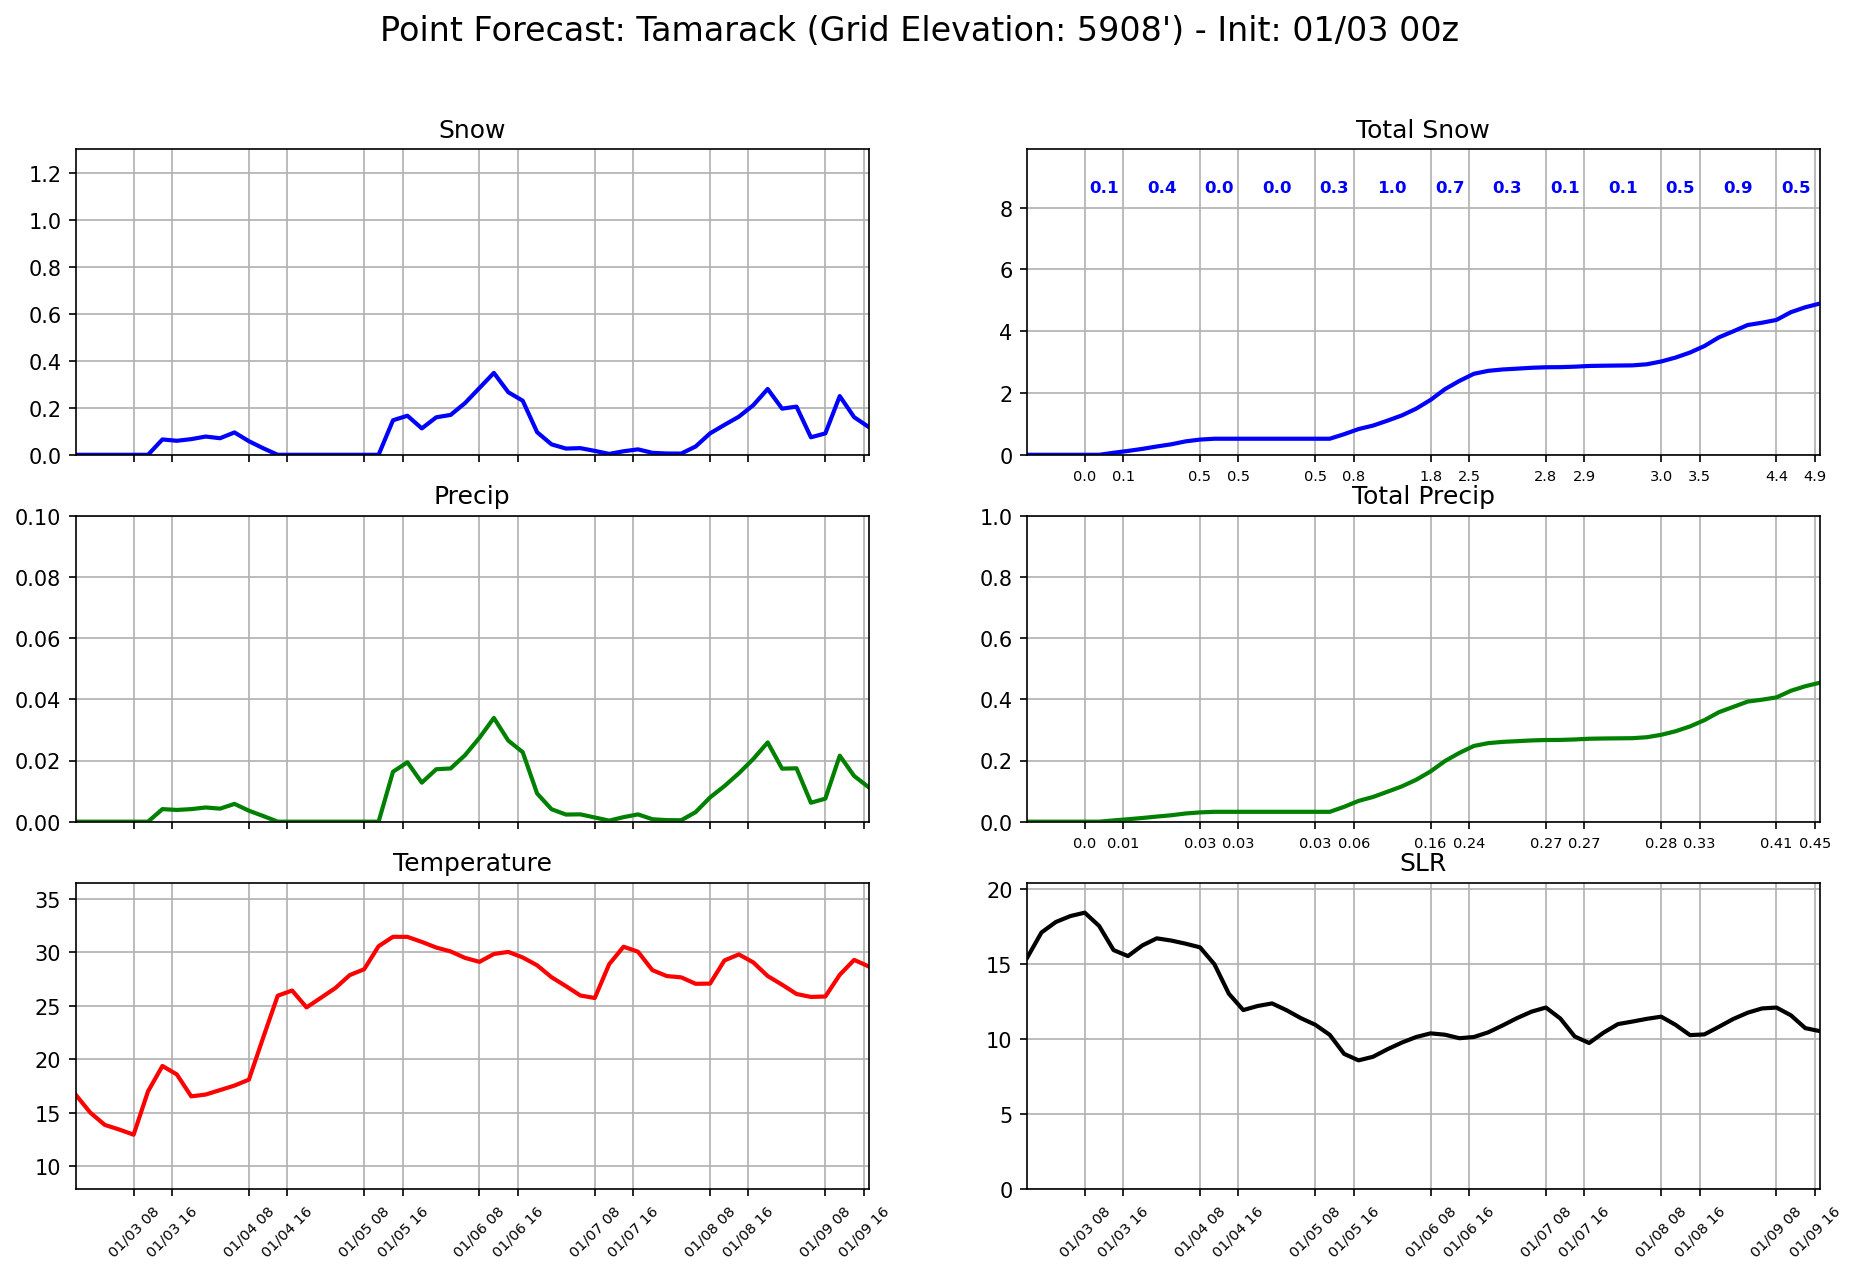 Point Forecast: Tamarack (Grid Elevation: 5908') - Init: 01/03 00z
Snow
1.2
1.0
0.8
0.6
0.4
0.2
0.0
Total Snow
0.1 0.4 0.0 0.0 0.3 1.0 0.7 0.3 0.1 0.1 0.5 0.9 0.5
8
6
4
2
0
0.0 0.1 0.5 0.5 0.5 0.8 1.8 2.5 2.8 2.9 3.0 3.5 4.4 4.9
Precip
0.10
0.08
0.06
0.04
0.02
0.00
Total Precip
1.0
0.8
0.6
0.4
0.2
0.0
0.0 0.01 0.03 0.03 0.03 0.06 0.16 0.24 0.27 0.27 0.28 0.33 0.41 0.45
Temperature
35
30
25
20
15
10
01/03 08 01/03 16 01/04 08 01/04 16 01/05 08 01/05 16 01/06 08 01/06 16 01/07 08 01/07 16 01/08 08 01/08 16 01/09 08 01/09 16
SLR
20
15
10
5
0
01/03 08 01/03 16 01/04 08 01/04 16 01/05 08 01/05 16 01/06 08 01/06 16 01/07 08 01/07 16 01/08 08 01/08 16 01/09 08 01/09 16